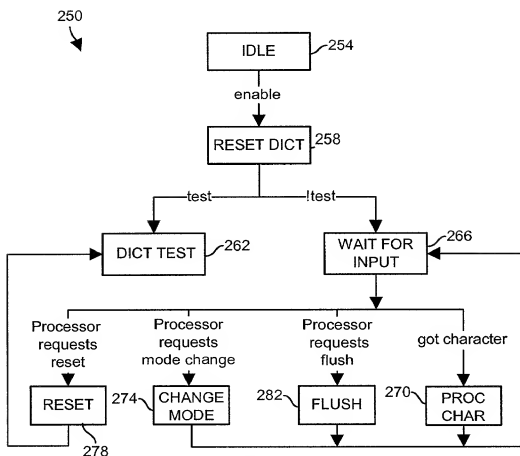 250
IDLE
254
enable
RESET DICT
258
test
!test
DICT TEST
262
WAIT FOR
INPUT
266
Processor
requests
reset
Processor
requests
mode change
Processor
requests
flush
got character
RESET
278
274
CHANGE
MODE
282
FLUSH
270
PROC
CHAR